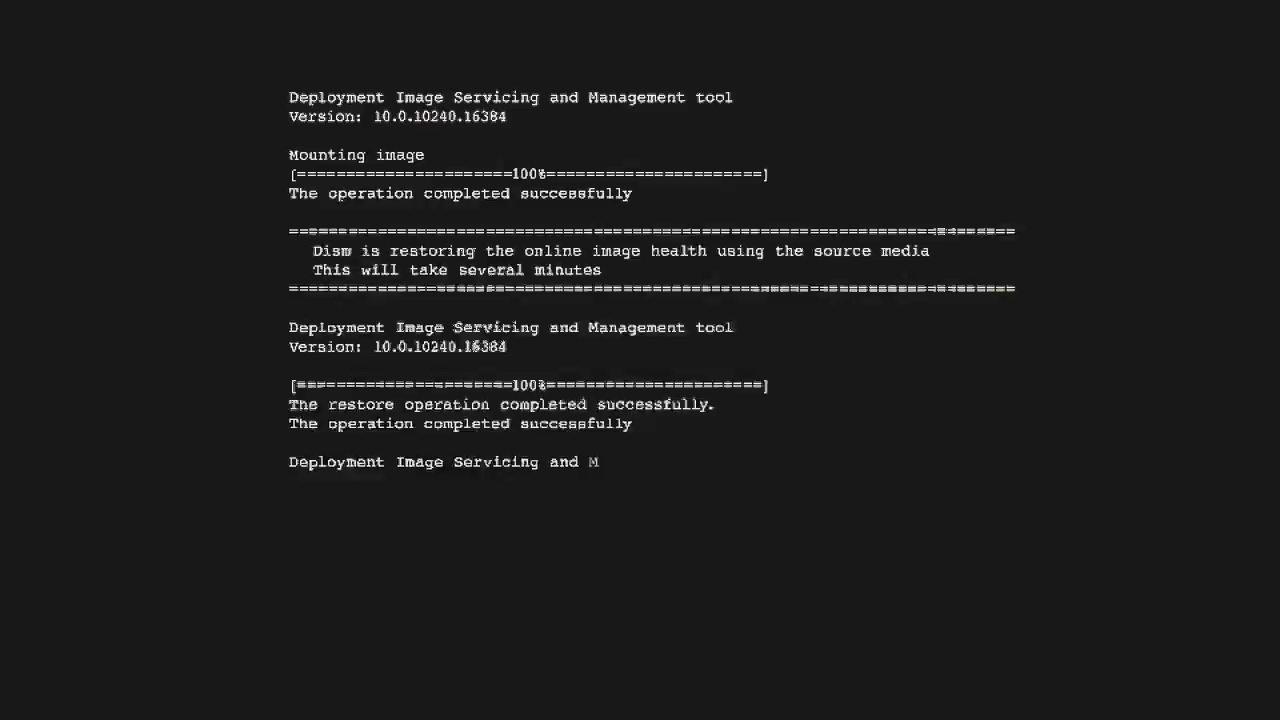 Deployment Image Servicing and Management tool
Version: 10.0.10240.16384
Mounting image
[======================100%======================]
The operation completed successfully
===========================================================================
Dism is restoring the online image health using the source media
This will take several minutes
===========================================================================
Deployment Image Servicing and Management tool
Version: 10.0.10240.16384
[======================100%======================]
The restore operation completed successfully.
The operation completed successfully
Deployment Image Servicing and M